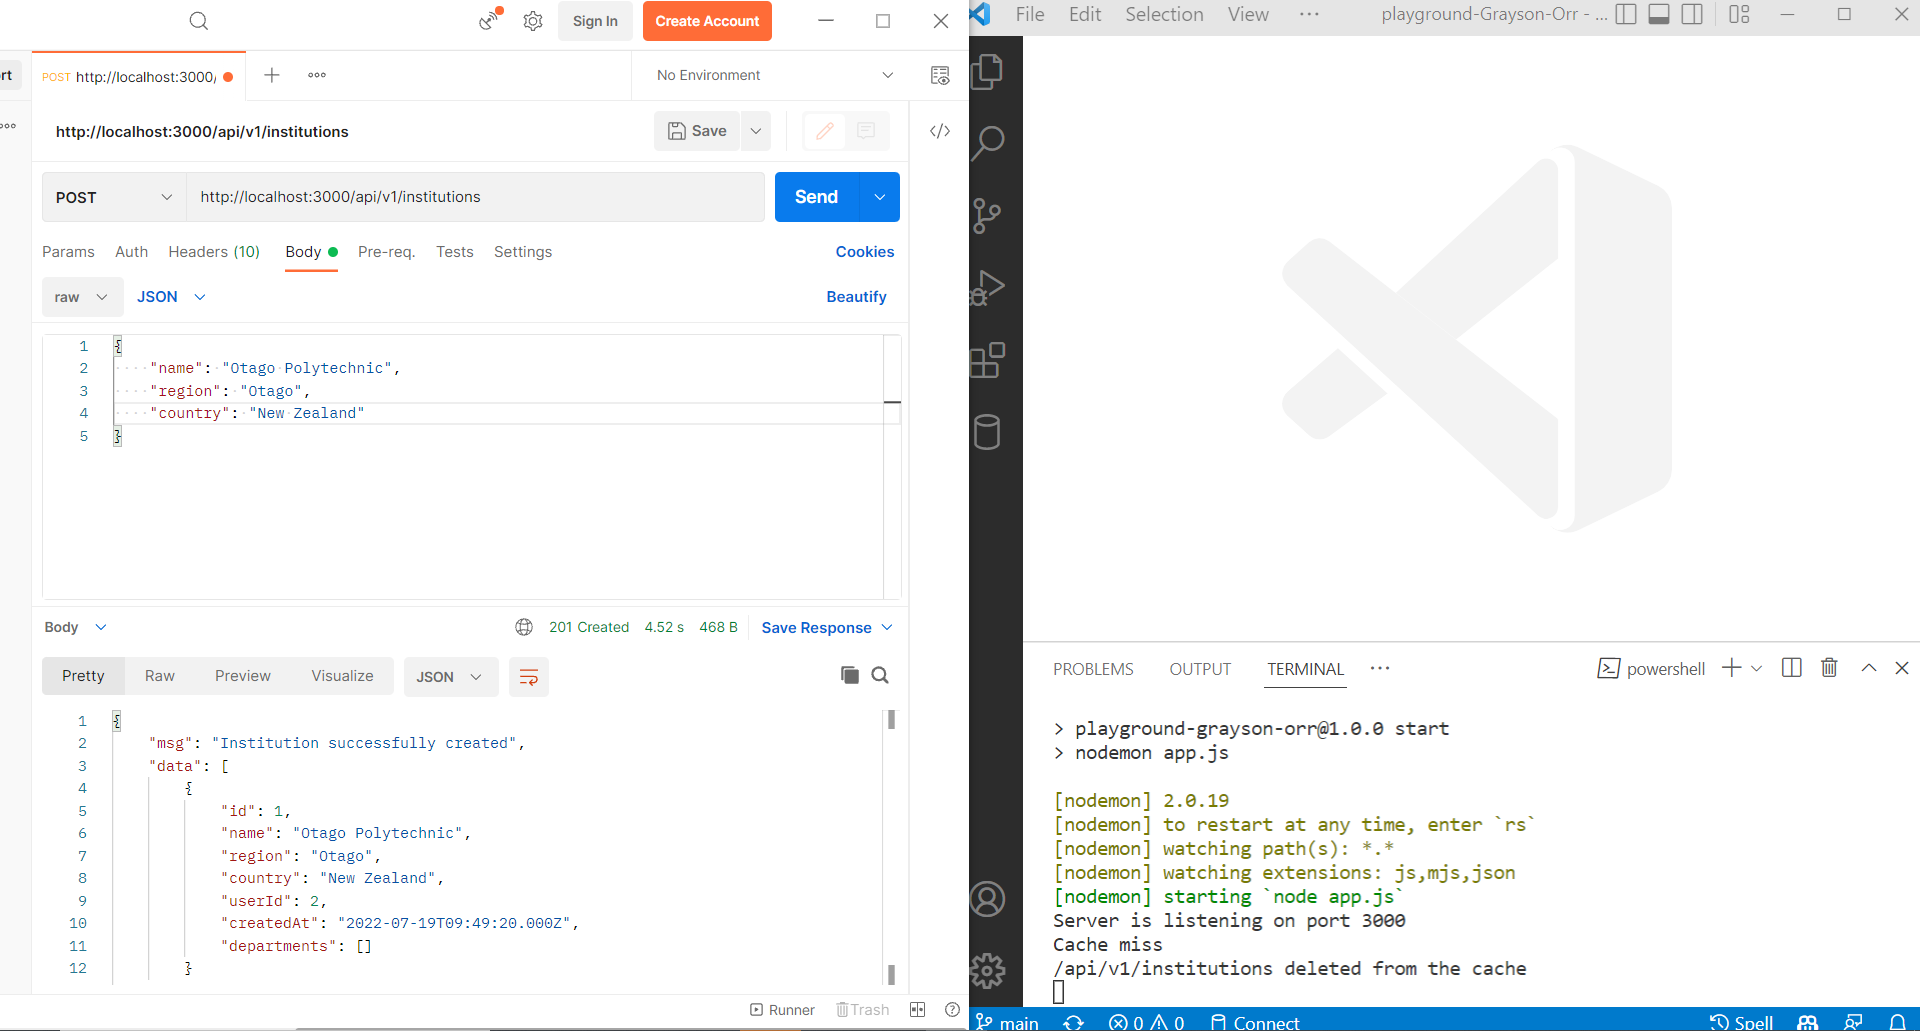 Sign In
Create Account
rt
POST http://localhost:3000/
No Environment
http://localhost:3000/api/v1/institutions
Save
</>
POST
http://localhost:3000/api/v1/institutions
Send
Params Auth Headers (10) Body Pre-req. Tests Settings Cookies
raw JSON Beautify
1 {
2 "name": "Otago Polytechnic",
3 "region": "Otago",
4 "country": "New Zealand"
5 }
Body 201 Created 4.52 s 468 B Save Response
Pretty Raw Preview Visualize JSON
1 {
2 "msg": "Institution successfully created",
3 "data": [
4 {
5 "id": 1,
6 "name": "Otago Polytechnic",
7 "region": "Otago",
8 "country": "New Zealand",
9 "userId": 2,
10 "createdAt": "2022-07-19T09:49:20.000Z",
11 "departments": []
12 }
Runner Trash
File Edit Selection View ··· playground-Grayson-Orr - ...
PROBLEMS OUTPUT TERMINAL ··· powershell
> playground-grayson-orr@1.0.0 start
> nodemon app.js
[nodemon] 2.0.19
[nodemon] to restart at any time, enter `rs`
[nodemon] watching path(s): *.*
[nodemon] watching extensions: js,mjs,json
[nodemon] starting `node app.js`
Server is listening on port 3000
Cache miss
/api/v1/institutions deleted from the cache
main 0 0 Connect Spell